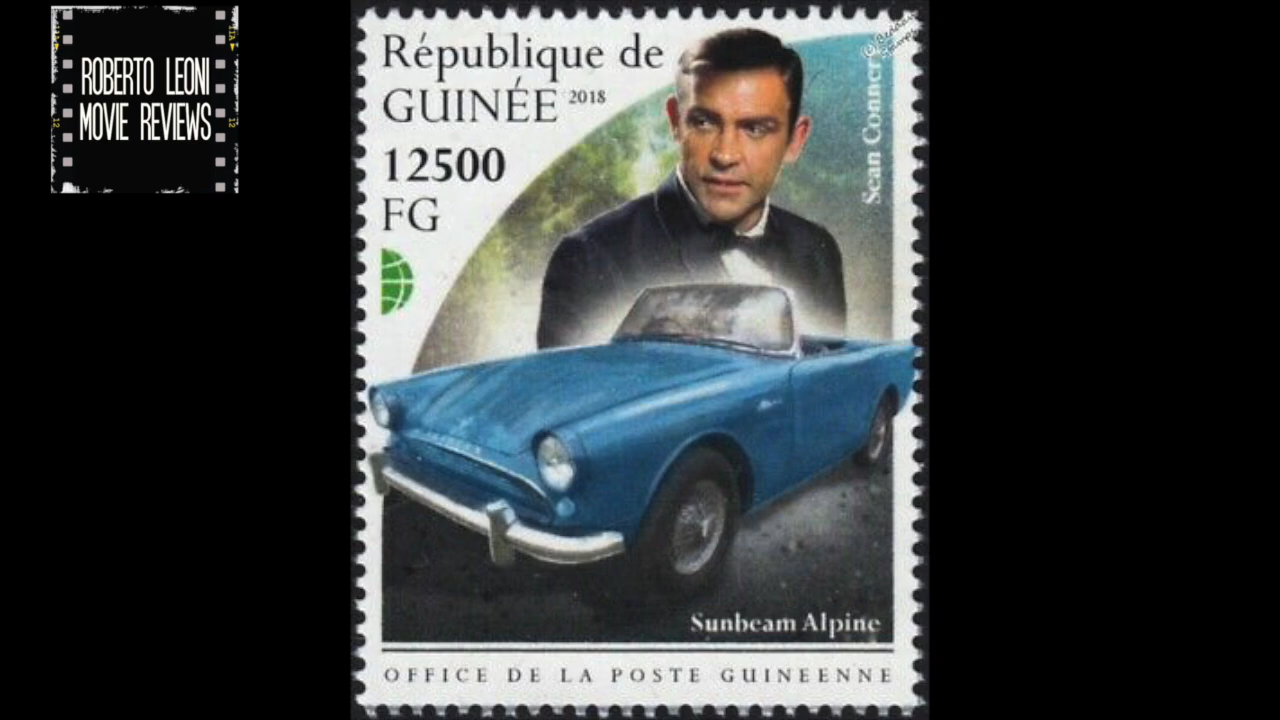 ROBERTO LEONI
MOVIE REVIEWS
République de
GUINÉE 2018
12500
FG
Sean Connery
Sunbeam Alpine
OFFICE DE LA POSTE GUINEENNE